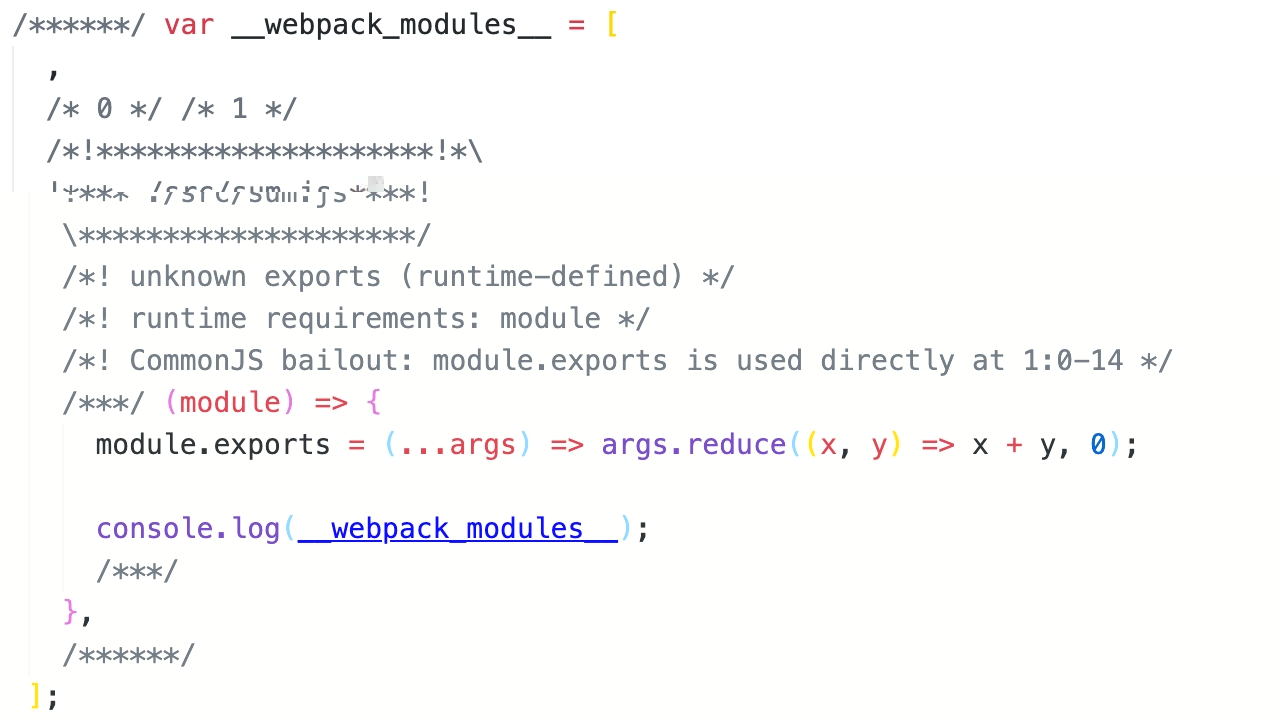 /******/ var __webpack_modules__ = [
,
/* 0 */ /* 1 */
/*!********************!*\
!*** ./src/sum.js ***!
\********************/
/*! unknown exports (runtime-defined) */
/*! runtime requirements: module */
/*! CommonJS bailout: module.exports is used directly at 1:0-14 */
/***/ (module) => {
module.exports = (...args) => args.reduce((x, y) => x + y, 0);
console.log(__webpack_modules__);
/***/
},
/******/
];